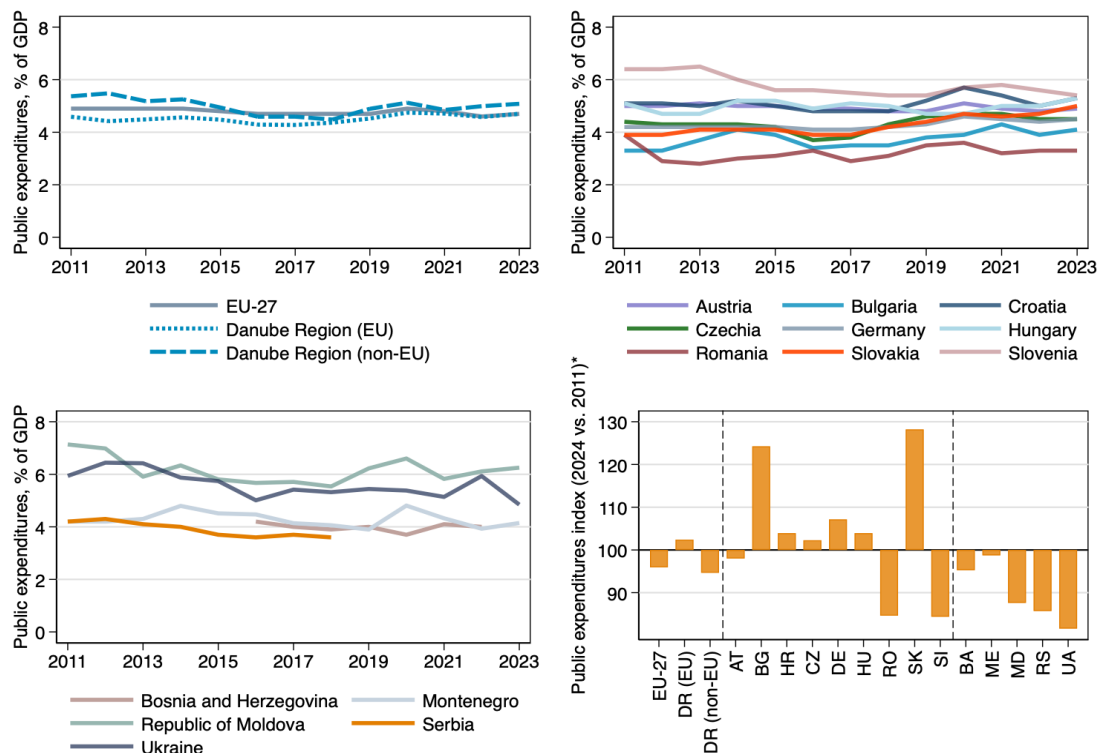 Public expenditures, % of GDP
8
6
4
2
0
2011 2013 2015 2017 2019 2021 2023
EU-27
Danube Region (EU)
Danube Region (non-EU)
Public expenditures, % of GDP
8
6
4
2
0
2011 2013 2015 2017 2019 2021 2023
Austria Bulgaria Croatia
Czechia Germany Hungary
Romania Slovakia Slovenia
Public expenditures, % of GDP
8
6
4
2
0
2011 2013 2015 2017 2019 2021 2023
Bosnia and Herzegovina Montenegro
Republic of Moldova Serbia
Ukraine
Public expenditures index (2024 vs. 2011)*
130
120
110
100
90
EU-27 DR (EU) DR (non-EU) AT BG HR CZ DE HU RO SK SI BA ME MD RS UA